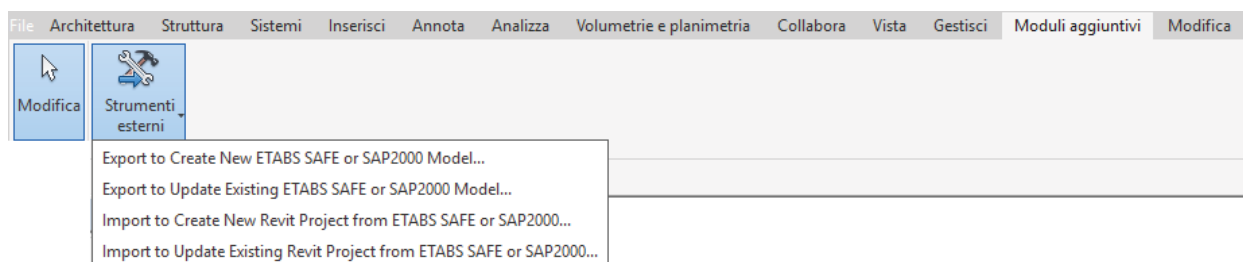 File Architettura Struttura Sistemi Inserisci Annota Analizza Volumetrie e planimetria Collabora Vista Gestisci Moduli aggiuntivi Modifica
Modifica
Strumenti
esterni
Export to Create New ETABS SAFE or SAP2000 Model...
Export to Update Existing ETABS SAFE or SAP2000 Model...
Import to Create New Revit Project from ETABS SAFE or SAP2000...
Import to Update Existing Revit Project from ETABS SAFE or SAP2000...